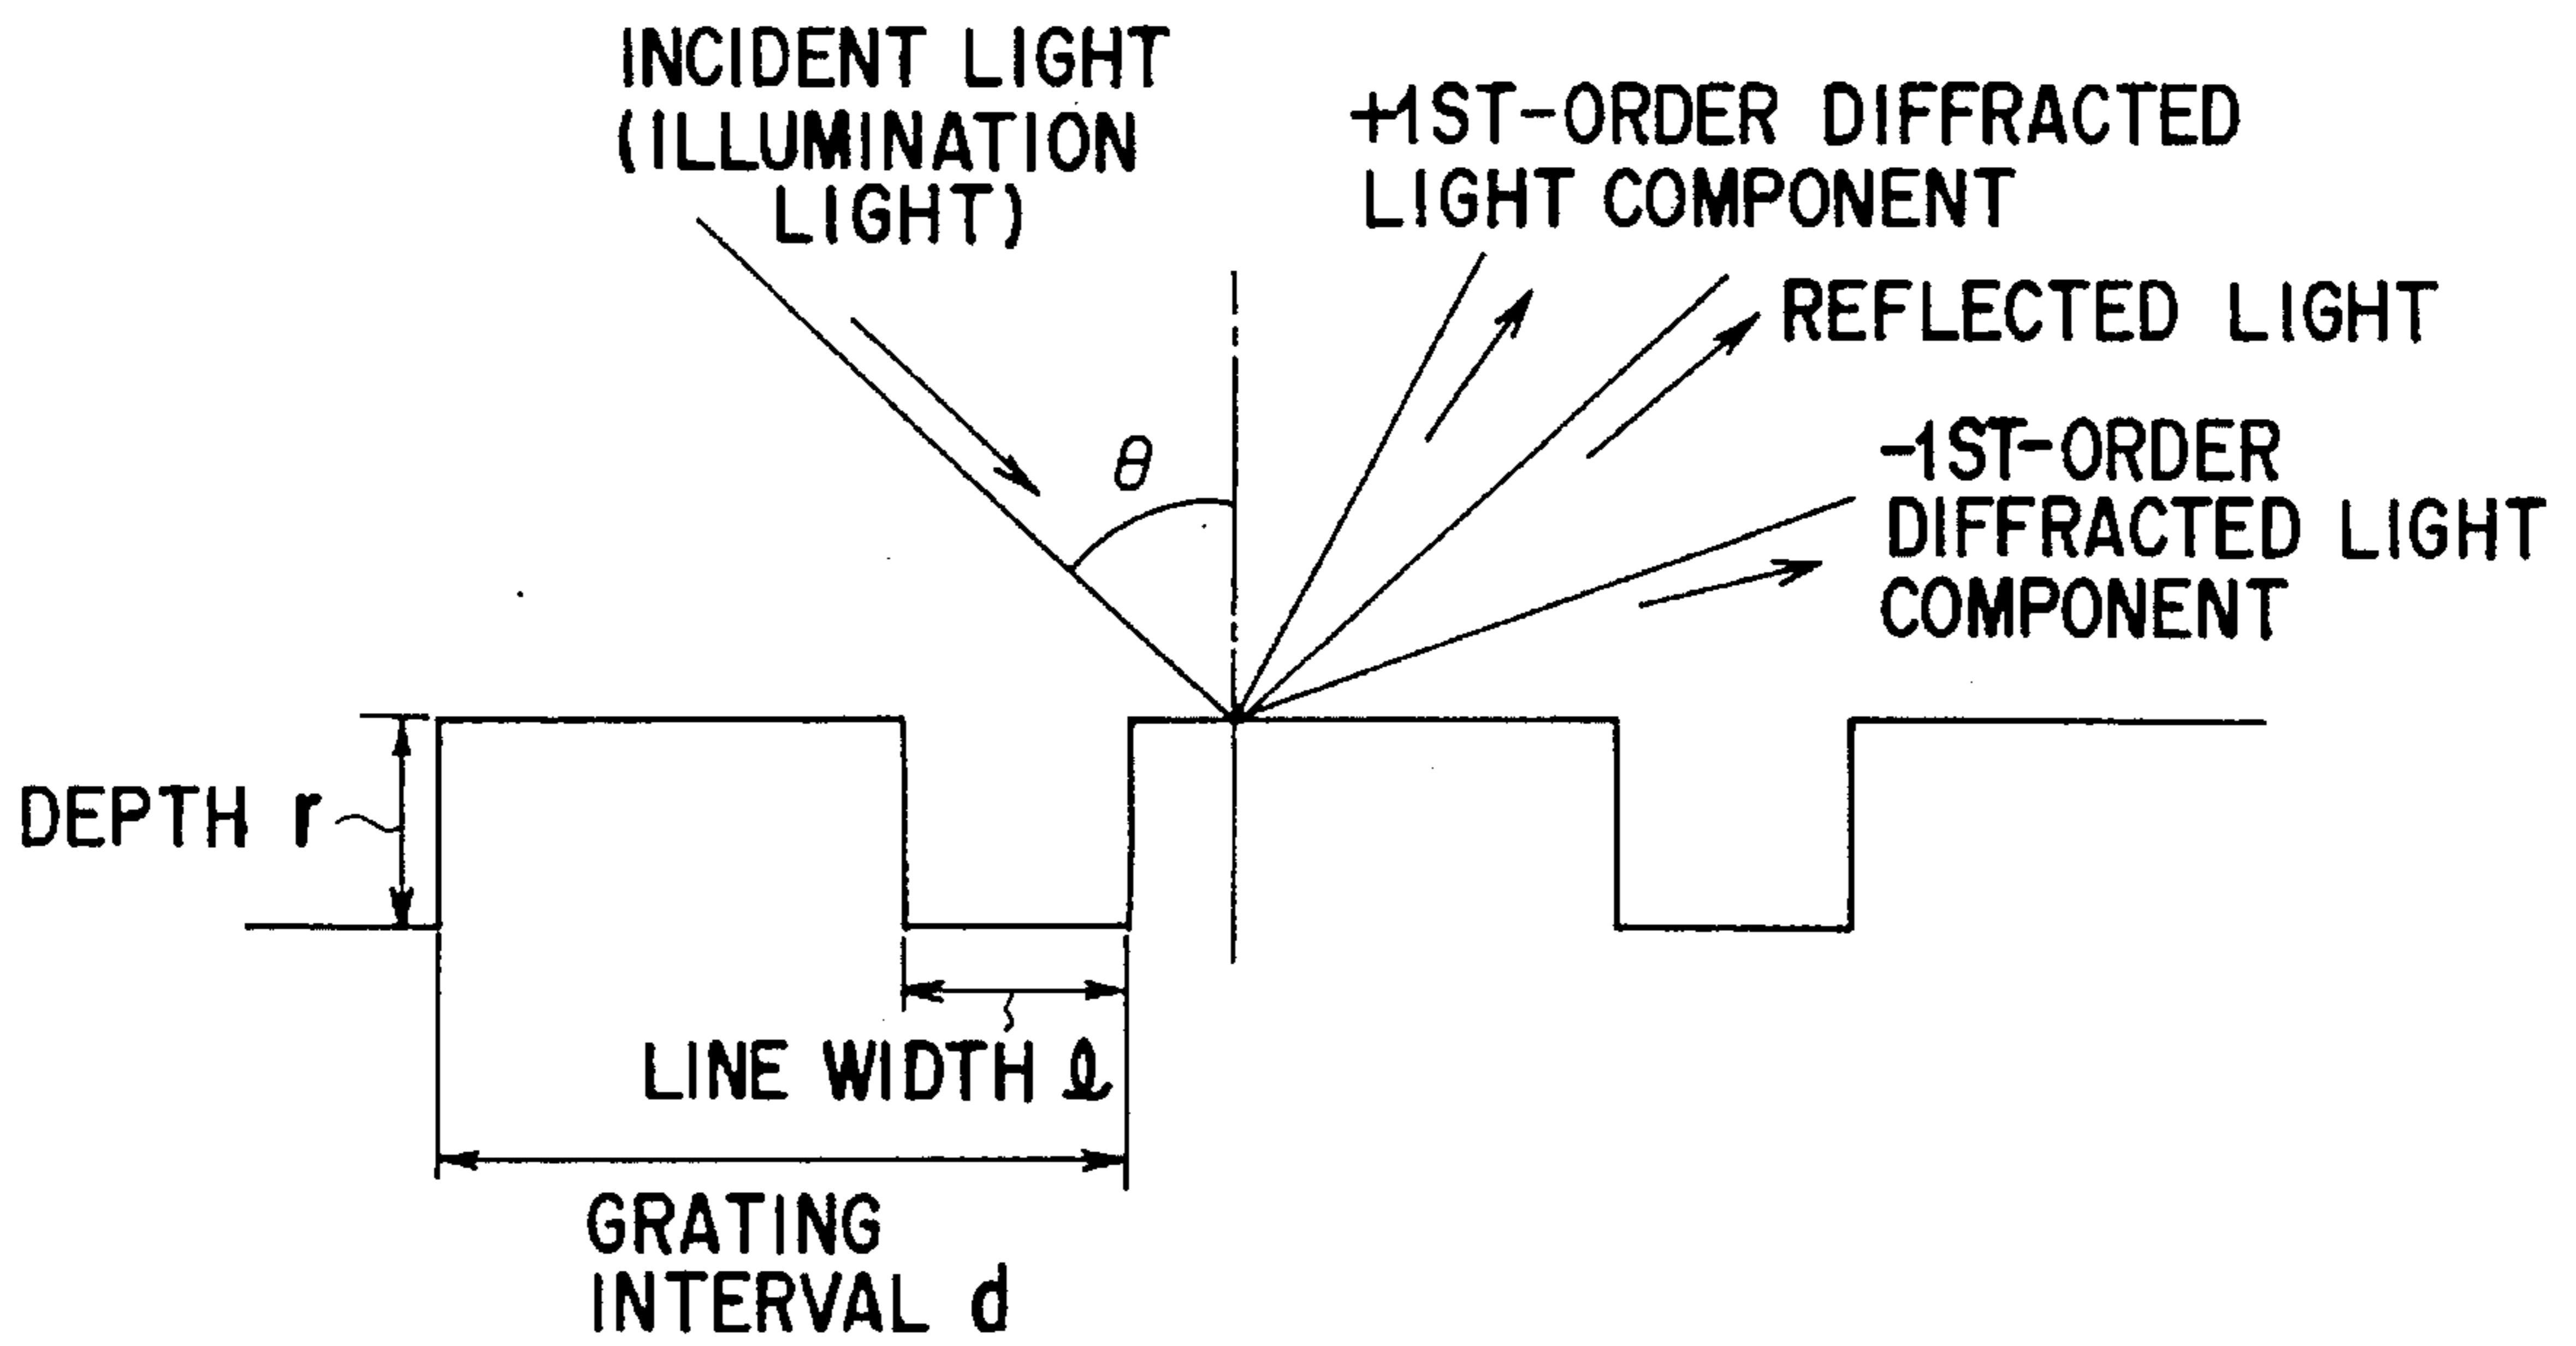 INCIDENT LIGHT
(ILLUMINATION
LIGHT)
+1ST-ORDER DIFFRACTED
LIGHT COMPONENT
REFLECTED LIGHT
-1ST-ORDER
DIFFRACTED LIGHT
COMPONENT
θ
DEPTH r
LINE WIDTH ℓ
GRATING
INTERVAL d